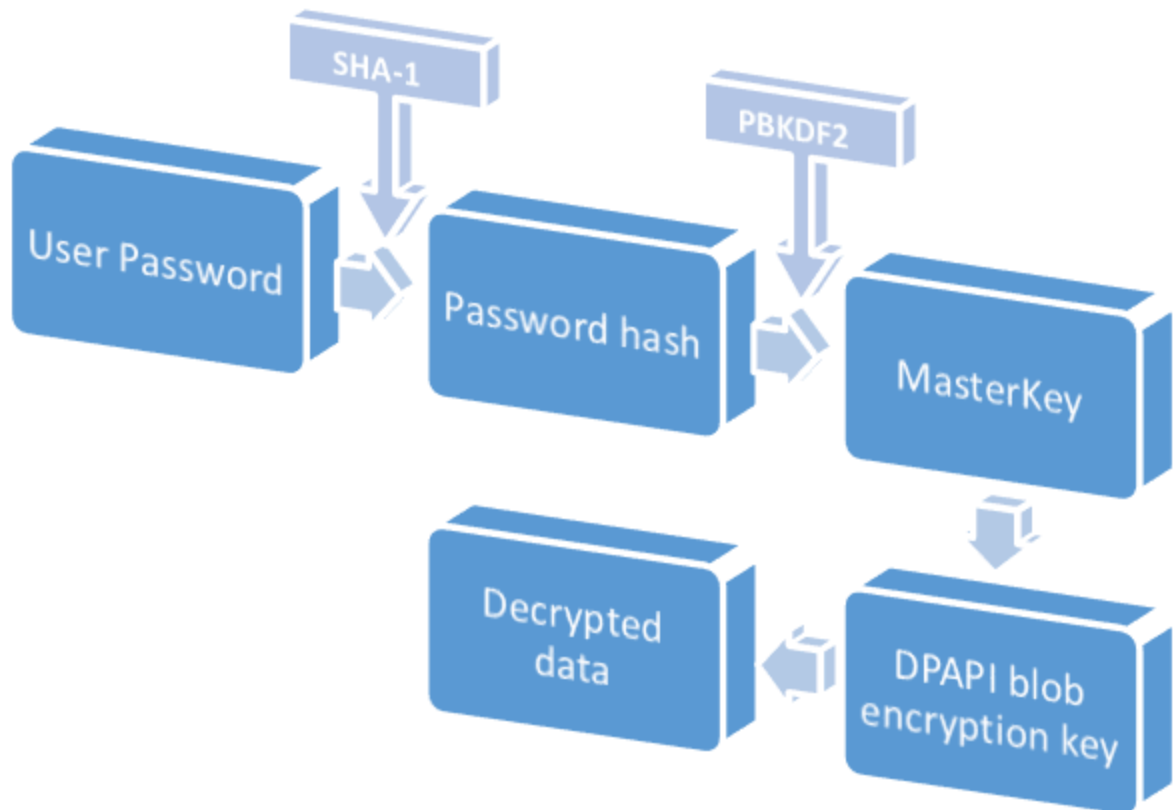 SHA-1
PBKDF2
User Password
Password hash
MasterKey
DPAPI blob
encryption key
Decrypted
data